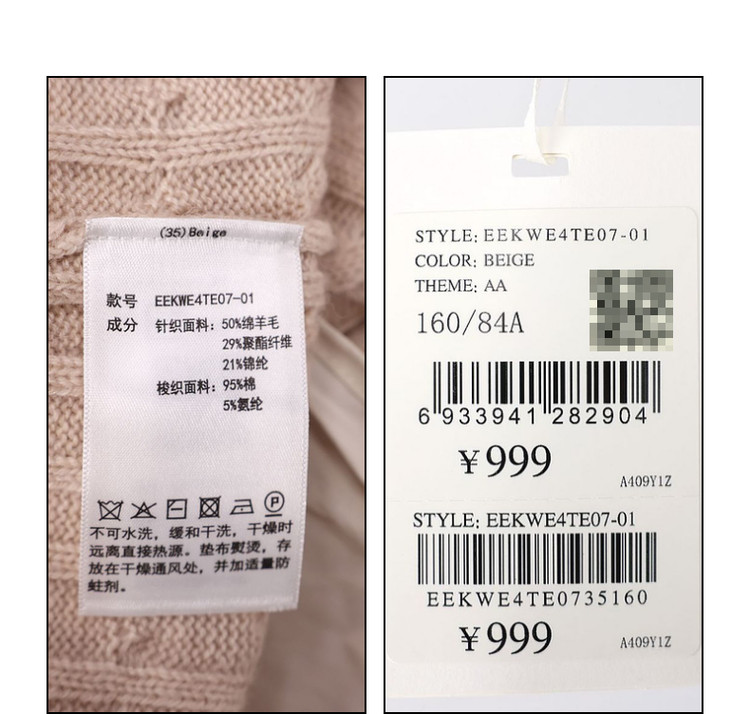 (35)Beige
款号 EEKWE4TE07-01
成分 针织面料：50%绵羊毛
29%聚酯纤维
21%锦纶
梭织面料：95%棉
5%氨纶
P
不可水洗，缓和干洗，干燥时
远离直接热源。垫布熨烫，存
放在干燥通风处，并加适量防
蛀剂。
STYLE: EEKWE4TE07-01
COLOR: BEIGE
THEME: AA
160/84A
6 933941 282904
¥999
A409Y1Z
STYLE: EEKWE4TE07-01
EEKWE4TE0735160
¥999
A409Y1Z